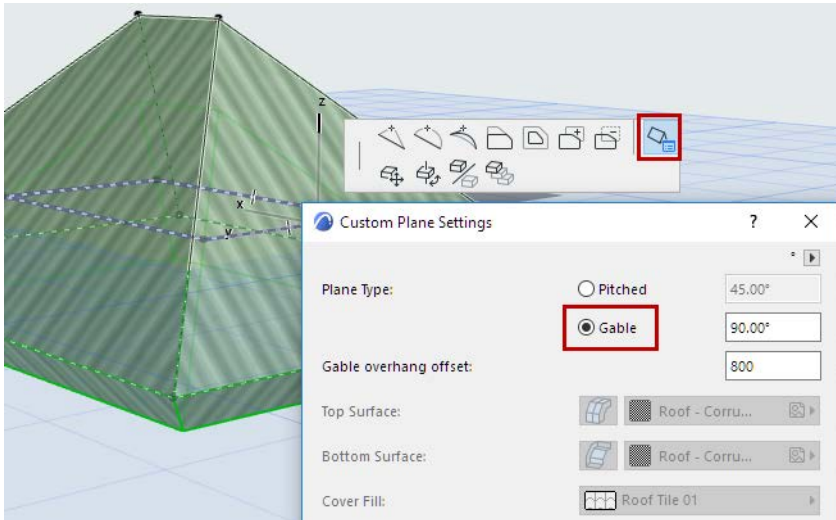 z
x
y
Custom Plane Settings ? X
°
Plane Type: Pitched 45.00°
Gable 90.00°
Gable overhang offset: 800
Top Surface: Roof - Corru...
Bottom Surface: Roof - Corru...
Cover Fill: Roof Tile 01